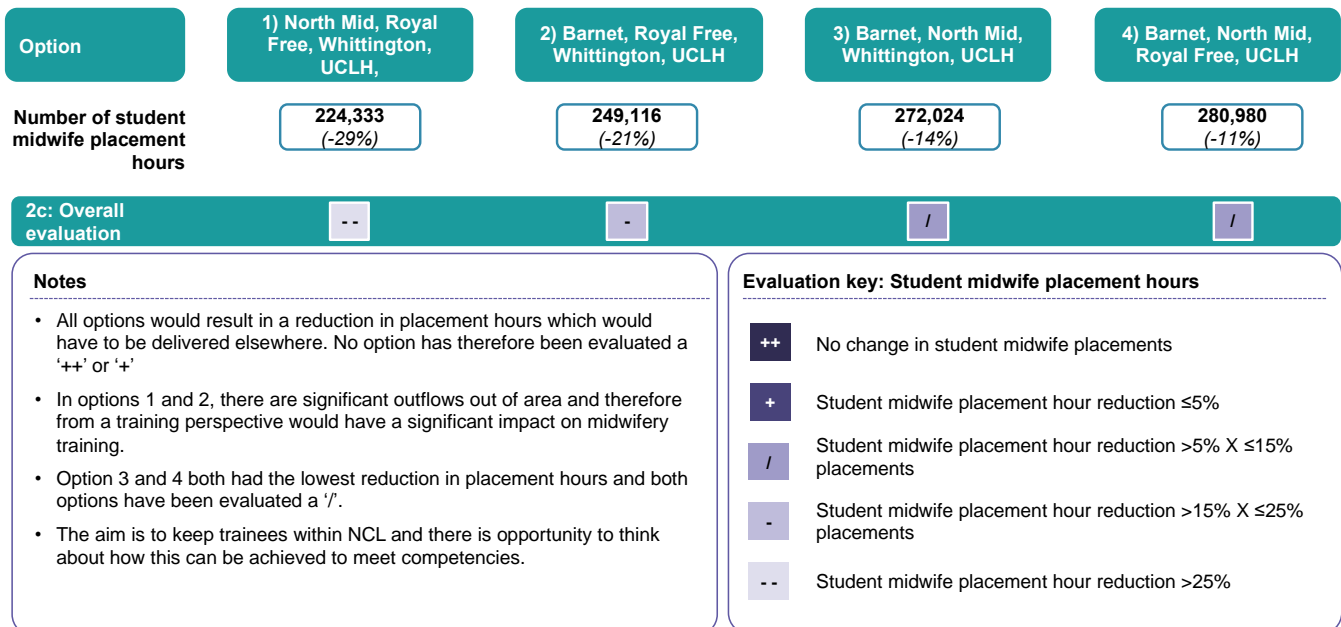 Option
1) North Mid, Royal
Free, Whittington,
UCLH,
2) Barnet, Royal Free,
Whittington, UCLH
3) Barnet, North Mid,
Whittington, UCLH
4) Barnet, North Mid,
Royal Free, UCLH
Number of student
midwife placement
hours
224,333
(-29%)
249,116
(-21%)
272,024
(-14%)
280,980
(-11%)
2c: Overall
evaluation
- -
-
/
/
Notes
• All options would result in a reduction in placement hours which would
have to be delivered elsewhere. No option has therefore been evaluated a
‘++’ or ‘+’
• In options 1 and 2, there are significant outflows out of area and therefore
from a training perspective would have a significant impact on midwifery
training.
• Option 3 and 4 both had the lowest reduction in placement hours and both
options have been evaluated a ‘/’.
• The aim is to keep trainees within NCL and there is opportunity to think
about how this can be achieved to meet competencies.
Evaluation key: Student midwife placement hours
++ No change in student midwife placements
+ Student midwife placement hour reduction ≤5%
/ Student midwife placement hour reduction >5% X ≤15%
placements
- Student midwife placement hour reduction >15% X ≤25%
placements
- - Student midwife placement hour reduction >25%